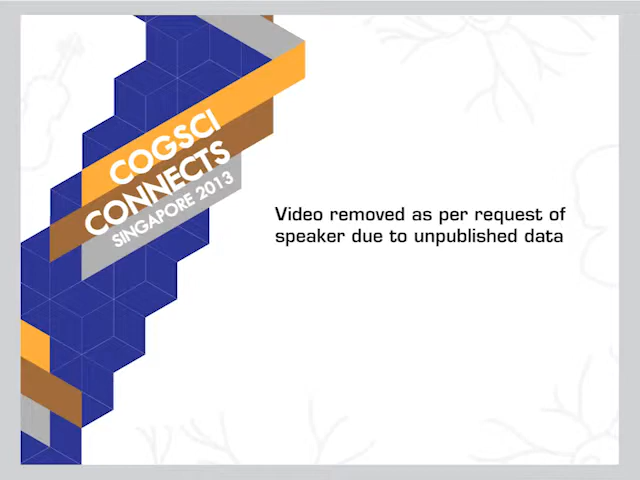 COGSCI
CONNECTS
SINGAPORE 2013
Video removed as per request of
speaker due to unpublished data